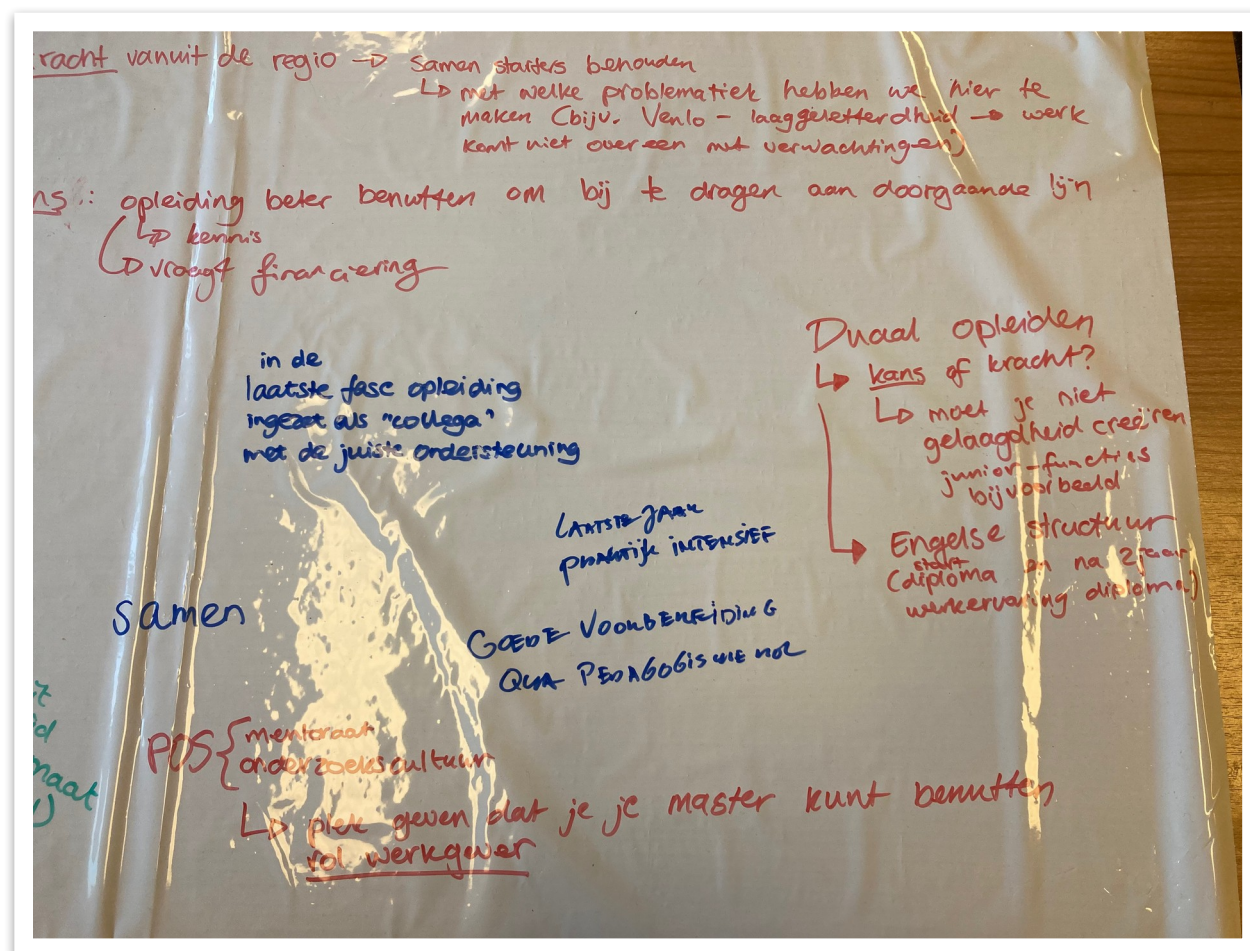 racht vanuit de regio → samen starters behouden
↳ met welke problematiek hebben we hier te
maken (bijv. Venlo - laaggeletterdheid → werk
komt niet overeen met verwachtingen)
ns: opleiding beter benutten om bij te dragen aan doorgaande lijn
↳ kennis
↳ vraagt financiering
in de
laatste fase opleiding
ingezet als "collega"
met de juiste ondersteuning
Duaal opleiden
↳ kans of kracht?
↳ moet je niet
gelaagdheid creëren
junior-functies
bijvoorbeeld
Engelse structuur
start
(diploma en na 2 jaar
werkervaring diploma)
LAATSTE JAAR
PRAKTIJK INTENSIEF
samen
GOEDE VOORBEREIDING
QUA PEDAGOGISCHE ROL
id
maat
POS { mentoraat
onderzoekscultuur
↳ plek geven dat je je master kunt benutten
rol werkgever